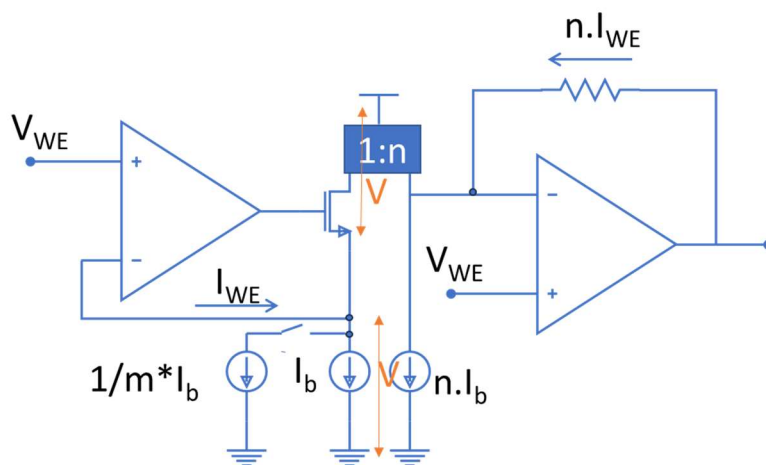 n.I_WE
V_WE
+
1:n
V
−
−
I_WE
V_WE
+
1/m*I_b
I_b
V
n.I_b